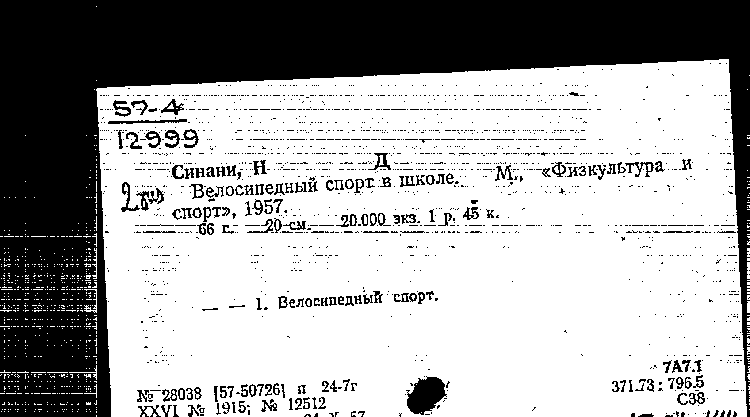 57-4
12999
Синани, Н Д
Велосипедный спорт в школе. М., «Физкультура и
спорт», 1957.
66 г. 20 см. 20.000 экз. 1 р. 45 к.
— — 1. Велосипедный спорт.
7А7.1
№ 28038 [57-50726] п 24-7г 371.73 : 796.5
XXVI № 1915; № 12512 С38